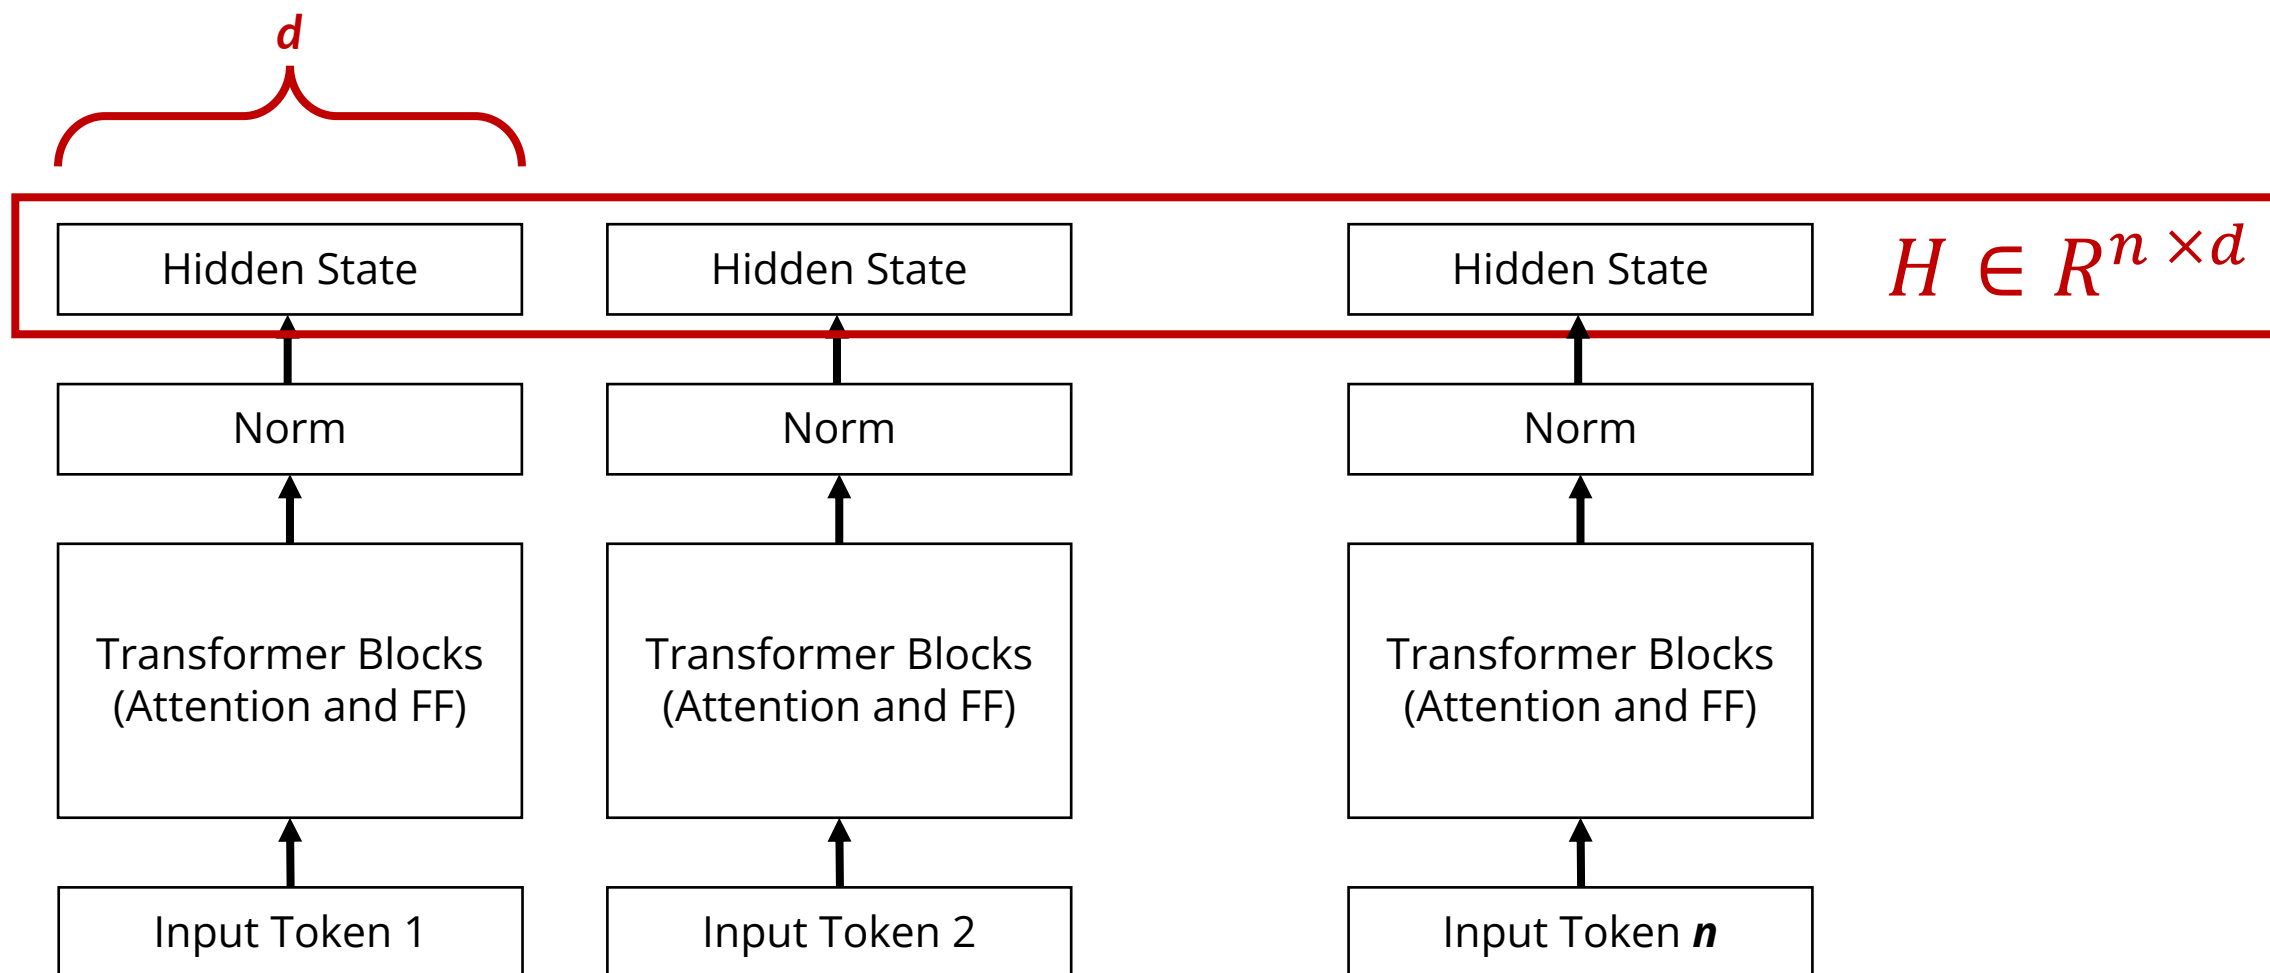 d
Hidden State
Hidden State
Hidden State
H ∈ R^{n × d}
Norm
Norm
Norm
Transformer Blocks
(Attention and FF)
Transformer Blocks
(Attention and FF)
Transformer Blocks
(Attention and FF)
Input Token 1
Input Token 2
Input Token n